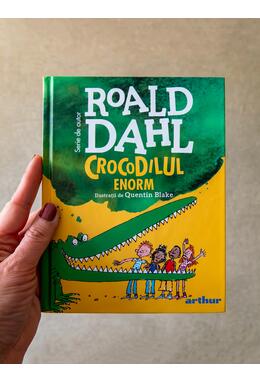 Serie de autor
ROALD
DAHL
CROCODILUL
ENORM
Ilustrații de Quentin Blake
arthur